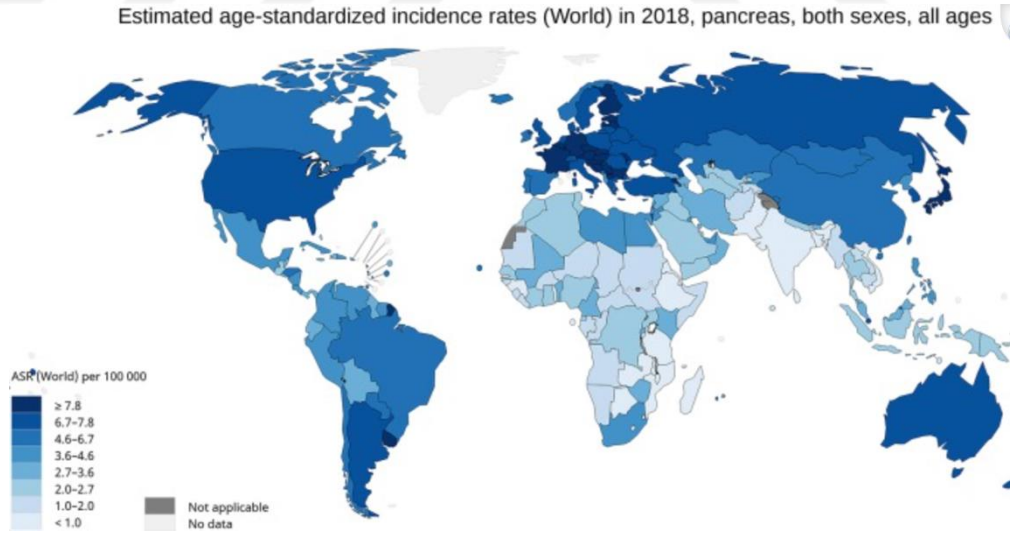 Estimated age-standardized incidence rates (World) in 2018, pancreas, both sexes, all ages
ASR (World) per 100 000
≥ 7.8
6.7–7.8
4.6–6.7
3.6–4.6
2.7–3.6
2.0–2.7
1.0–2.0
< 1.0
Not applicable
No data